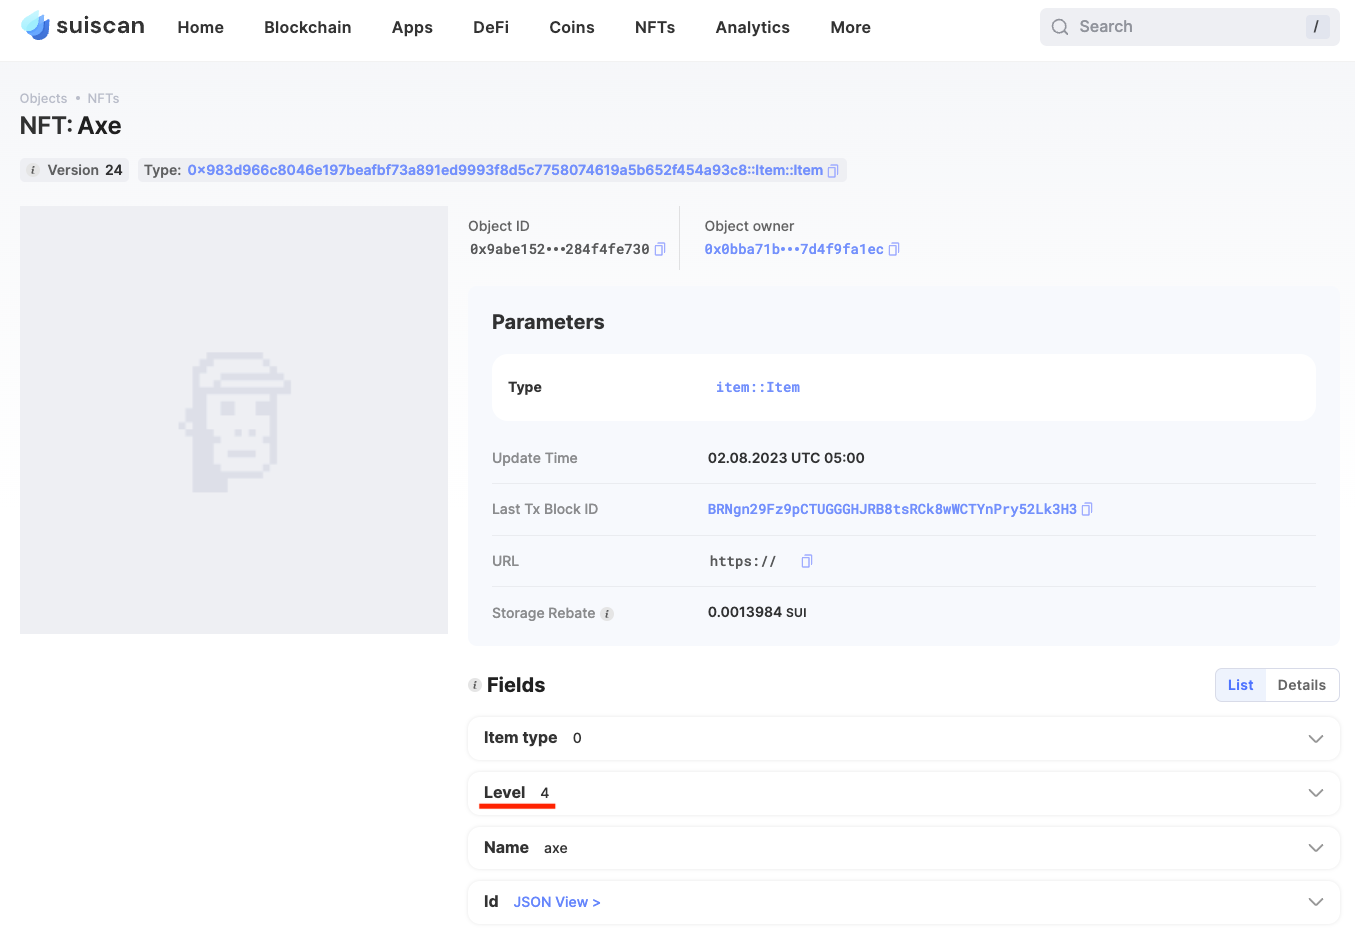 suiscan Home Blockchain Apps DeFi Coins NFTs Analytics More Search /
Objects • NFTs
NFT: Axe
i Version 24 Type: 0x983d966c8046e197beafbf73a891ed9993f8d5c7758074619a5b652f454a93c8::Item::Item
Object ID
0x9abe152•••284f4fe730
Object owner
0x0bba71b•••7d4f9fa1ec
Parameters
Type item::Item
Update Time 02.08.2023 UTC 05:00
Last Tx Block ID BRNgn29Fz9pCTUGGGHJRB8tsRCk8wWCTYnPry52Lk3H3
URL https://
Storage Rebate i 0.0013984 SUI
i Fields List Details
Item type 0
Level 4
Name axe
Id JSON View >